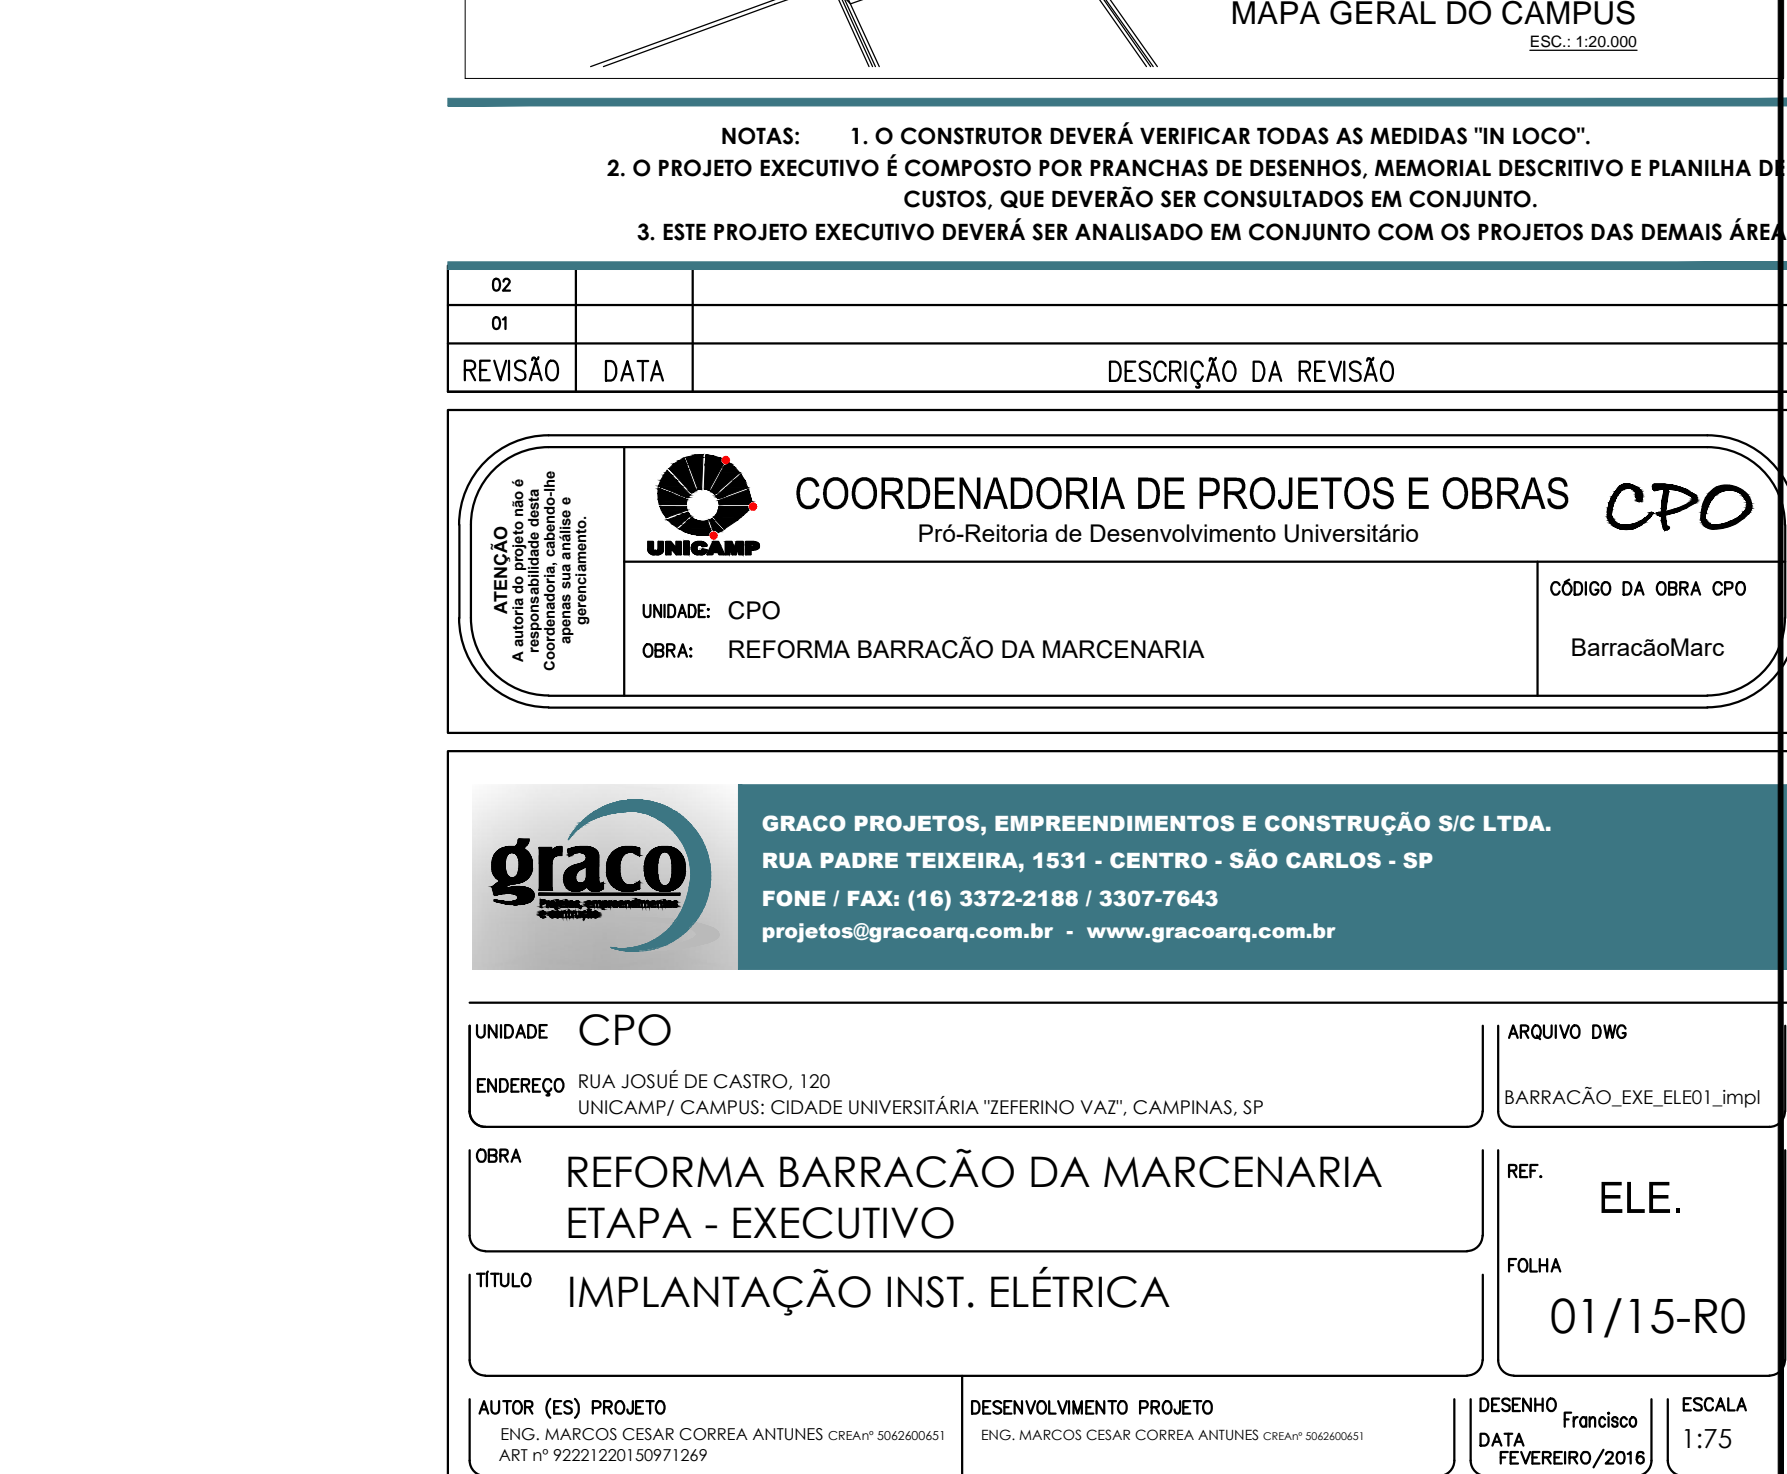 MAPA GERAL DO CAMPUS
ESC.: 1:20.000
NOTAS: 1. O CONSTRUTOR DEVERÁ VERIFICAR TODAS AS MEDIDAS "IN LOCO".
2. O PROJETO EXECUTIVO É COMPOSTO POR PRANCHAS DE DESENHOS, MEMORIAL DESCRITIVO E PLANILHA DE
CUSTOS, QUE DEVERÃO SER CONSULTADOS EM CONJUNTO.
3. ESTE PROJETO EXECUTIVO DEVERÁ SER ANALISADO EM CONJUNTO COM OS PROJETOS DAS DEMAIS ÁREA
02
01
REVISÃO DATA DESCRIÇÃO DA REVISÃO
ATENÇÃO
A autoria do projeto não é
responsabilidade desta
Coordenadoria, cabendo-lhe
apenas sua análise e
gerenciamento.
UNICAMP
COORDENADORIA DE PROJETOS E OBRAS
CPO
Pró-Reitoria de Desenvolvimento Universitário
UNIDADE: CPO
OBRA: REFORMA BARRACÃO DA MARCENARIA
CÓDIGO DA OBRA CPO
BarracãoMarc
graco
Projetos, empreendimentos
e contrução
GRACO PROJETOS, EMPREENDIMENTOS E CONSTRUÇÃO S/C LTDA.
RUA PADRE TEIXEIRA, 1531 - CENTRO - SÃO CARLOS - SP
FONE / FAX: (16) 3372-2188 / 3307-7643
projetos@gracoarq.com.br - www.gracoarq.com.br
UNIDADE CPO
ENDEREÇO RUA JOSUÉ DE CASTRO, 120
UNICAMP/ CAMPUS: CIDADE UNIVERSITÁRIA "ZEFERINO VAZ", CAMPINAS, SP
ARQUIVO DWG
BARRACÃO_EXE_ELE01_impl
OBRA REFORMA BARRACÃO DA MARCENARIA
ETAPA - EXECUTIVO
REF.
ELE.
TÍTULO IMPLANTAÇÃO INST. ELÉTRICA
FOLHA
01/15-R0
AUTOR (ES) PROJETO
ENG. MARCOS CESAR CORREA ANTUNES CREAnº 5062600651
ART nº 92221220150971269
DESENVOLVIMENTO PROJETO
ENG. MARCOS CESAR CORREA ANTUNES CREAnº 5062600651
DESENHO Francisco
DATA
FEVEREIRO/2016
ESCALA
1:75